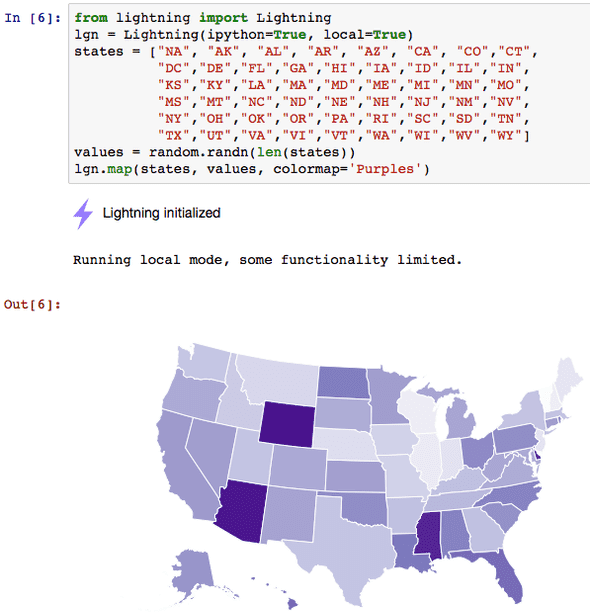 In [6]: from lightning import Lightning
lgn = Lightning(ipython=True, local=True)
states = ["NA", "AK", "AL", "AR", "AZ", "CA", "CO","CT",
"DC","DE","FL","GA","HI","IA","ID","IL","IN",
"KS","KY","LA","MA","MD","ME","MI","MN","MO",
"MS","MT","NC","ND","NE","NH","NJ","NM","NV",
"NY","OH","OK","OR","PA","RI","SC","SD","TN",
"TX","UT","VA","VI","VT","WA","WI","WV","WY"]
values = random.randn(len(states))
lgn.map(states, values, colormap='Purples')
Lightning initialized
Running local mode, some functionality limited.
Out[6]: